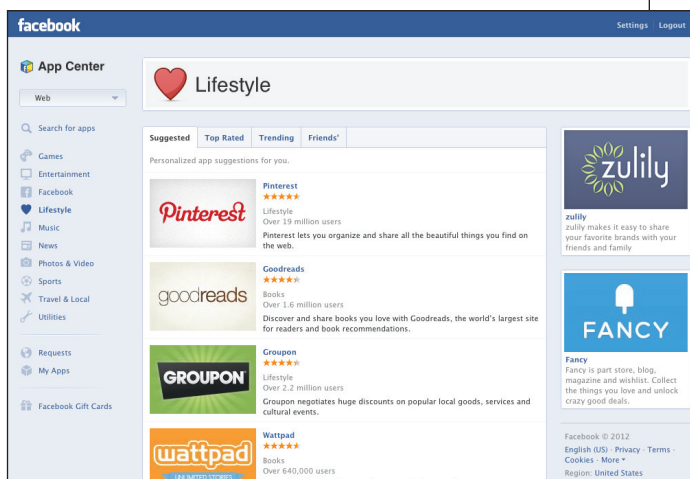 facebook
Settings Logout
App Center
Web
Search for apps
Games
Entertainment
Facebook
Lifestyle
Music
News
Photos & Video
Sports
Travel & Local
Utilities
Requests
My Apps
Facebook Gift Cards
Lifestyle
Suggested Top Rated Trending Friends'
Personalized app suggestions for you.
Pinterest
Pinterest
Lifestyle
Over 19 million users
Pinterest lets you organize and share all the beautiful things you find on
the web.
goodreads
Goodreads
Books
Over 1.6 million users
Discover and share books you love with Goodreads, the world's largest site
for readers and book recommendations.
GROUPON
Groupon
Lifestyle
Over 2.2 million users
Groupon negotiates huge discounts on popular local goods, services and
cultural events.
wattpad
UNLIMITED STORIES
Wattpad
Books
Over 640,000 users
zulily
zulily
zulily makes it easy to share
your favorite brands with your
friends and family
FANCY
Fancy
Fancy is part store, blog,
magazine and wishlist. Collect
the things you love and unlock
crazy good deals.
Facebook © 2012
English (US) · Privacy · Terms ·
Cookies · More
Region: United States